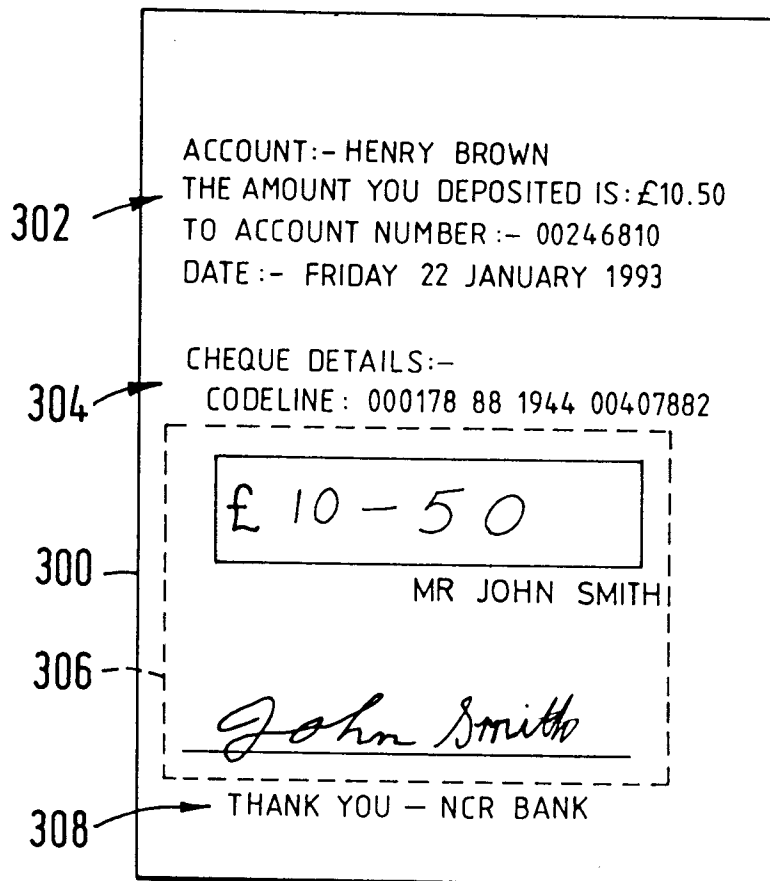 ACCOUNT:- HENRY BROWN
302 THE AMOUNT YOU DEPOSITED IS: £10.50
TO ACCOUNT NUMBER :- 00246810
DATE :- FRIDAY 22 JANUARY 1993
CHEQUE DETAILS:-
304 CODELINE : 000178 88 1944 00407882
£ 10 - 50
300
MR JOHN SMITH
306
John Smith
308 THANK YOU - NCR BANK